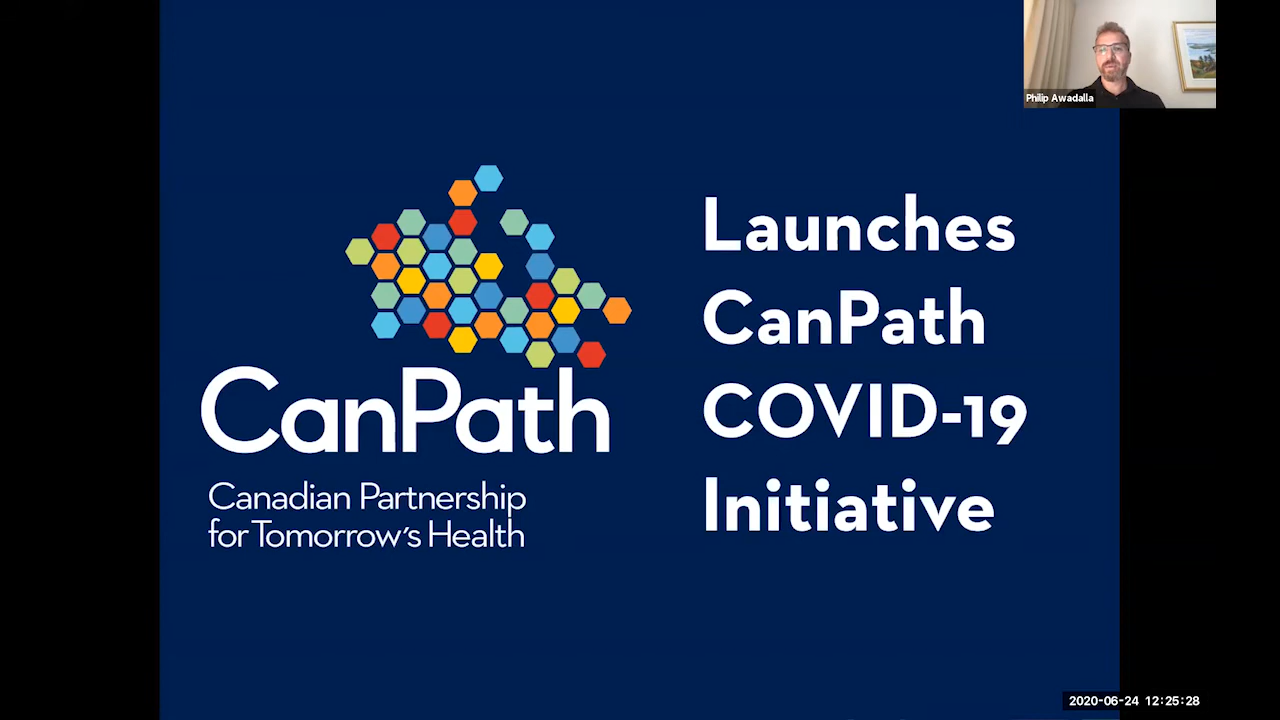 Philip Awadalla
Launches
CanPath
COVID-19
Initiative
CanPath
Canadian Partnership
for Tomorrow's Health
2020-06-24 12:25:28